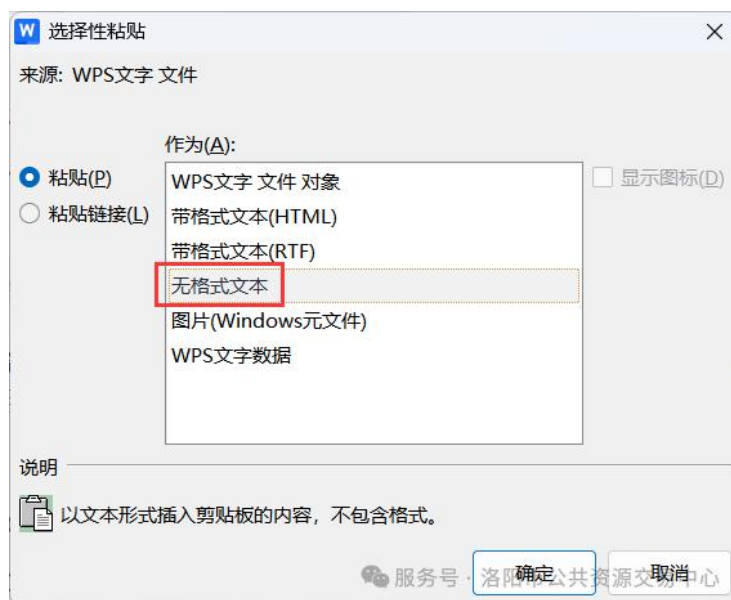 W 选择性粘贴
来源: WPS文字 文件
作为(A):
粘贴(P)
粘贴链接(L)
WPS文字 文件 对象
带格式文本(HTML)
带格式文本(RTF)
无格式文本
图片(Windows元文件)
WPS文字数据
显示图标(D)
说明
以文本形式插入剪贴板的内容，不包含格式。
确定
取消
服务号 · 洛阳市公共资源交易中心